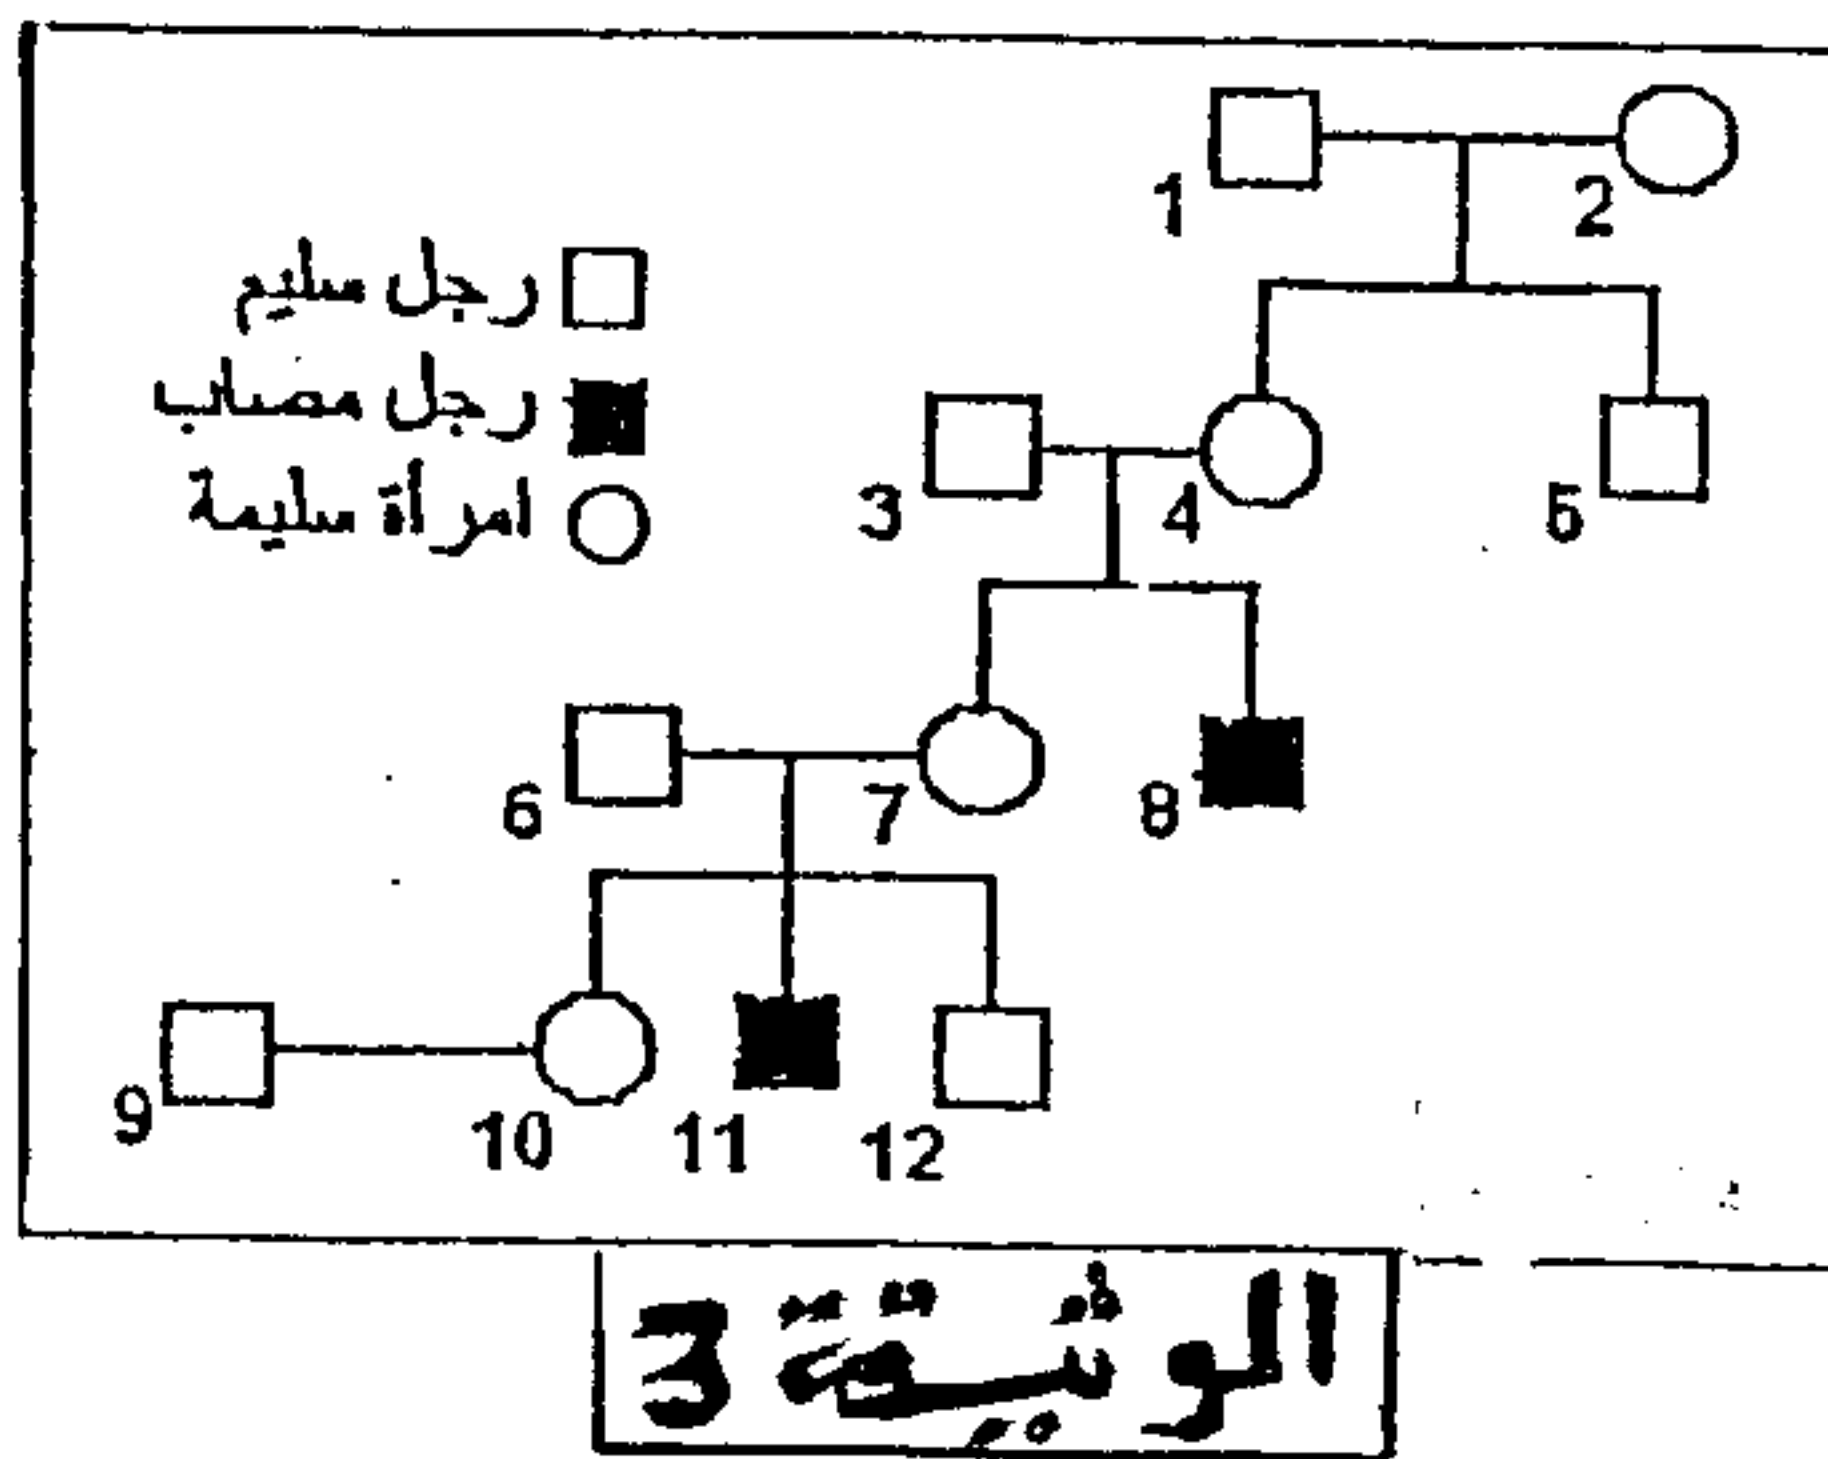 1 2
رجل سليم
رجل مصاب
امرأة سليمة
3 4 5
6 7 8
9 10 11 12
الوثيقة 3